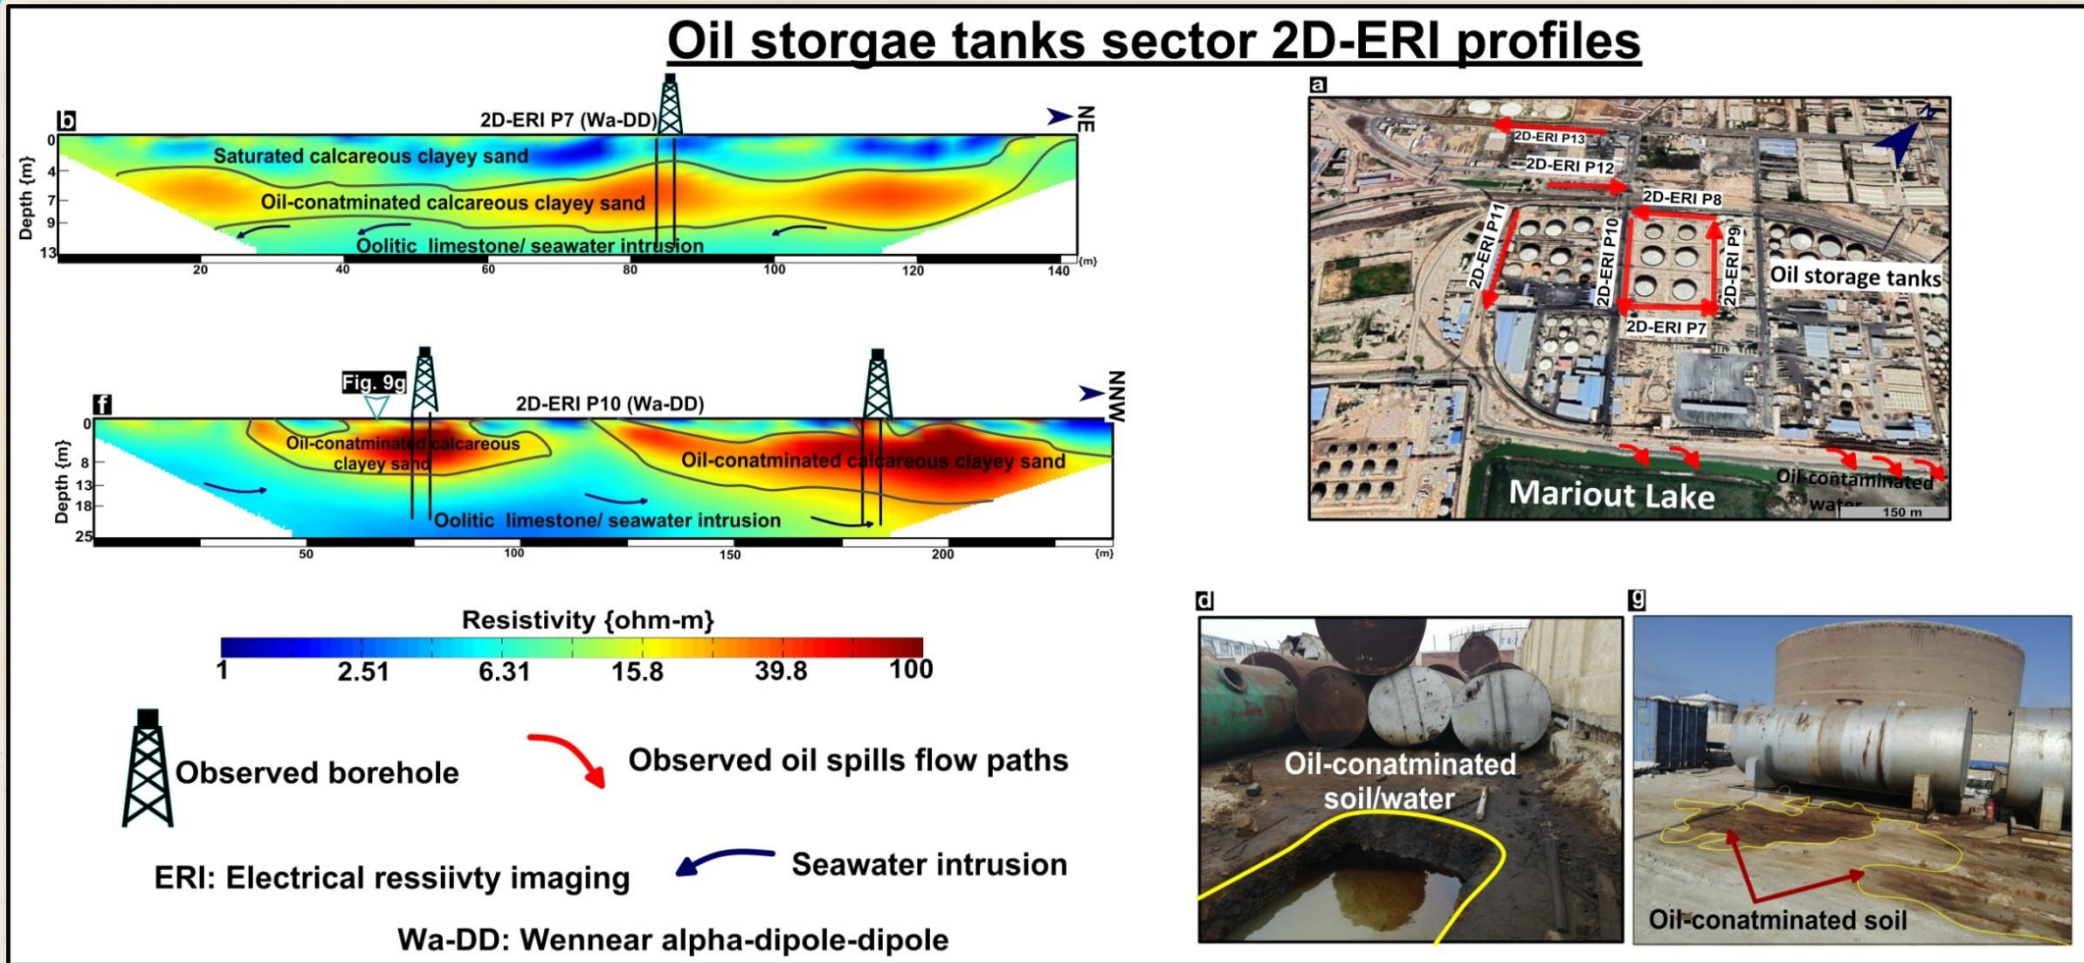 Oil storgae tanks sector 2D-ERI profiles
b
2D-ERI P7 (Wa-DD)
NE
Saturated calcareous clayey sand
Oil-conatminated calcareous clayey sand
Oolitic limestone/ seawater intrusion
Depth {m}
0
4
7
9
13
20
40
60
80
100
120
140
{m}
f
Fig. 9g
2D-ERI P10 (Wa-DD)
NNW
Oil-conatminated calcareous
clayey sand
Oil-conatminated calcareous clayey sand
Oolitic limestone/ seawater intrusion
Depth {m}
0
8
13
18
25
50
100
150
200
{m}
Resistivity {ohm-m}
1
2.51
6.31
15.8
39.8
100
Observed borehole
Observed oil spills flow paths
ERI: Electrical ressiivty imaging
Seawater intrusion
Wa-DD: Wennear alpha-dipole-dipole
a
N
2D-ERI P13
2D-ERI P12
2D-ERI P8
2D-ERI P11
2D-ERI P10
2D-ERI P9
Oil storage tanks
2D-ERI P7
Mariout Lake
Oil-contaminated
water
150 m
d
Oil-conatminated
soil/water
g
Oil-conatminated soil